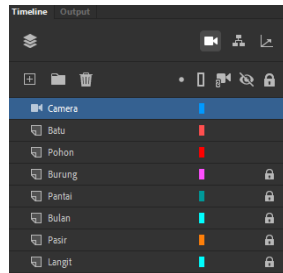 Timeline Output
Camera
Batu
Pohon
Burung
Pantai
Bulan
Pasir
Langit